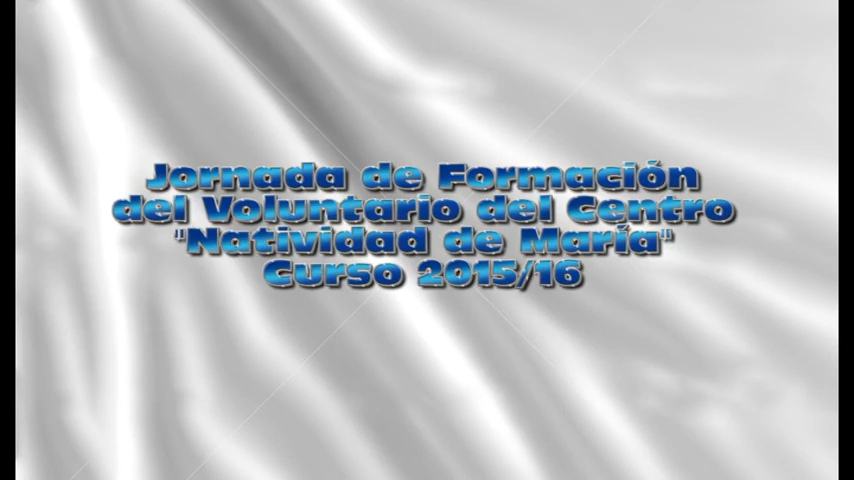 Jornada de Formación
del Voluntario del Centro
"Natividad de María"
Curso 2015/16